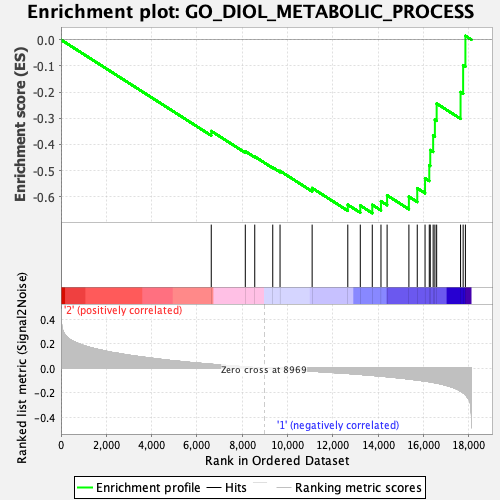 Enrichment plot: GO_DIOL_METABOLIC_PROCESS
Enrichment score (ES)
0.0
-0.1
-0.2
-0.3
-0.4
-0.5
-0.6
'2' (positively correlated)
Ranked list metric (Signal2Noise)
0.4
0.2
0.0
-0.2
-0.4
Zero cross at 8969
'1' (negatively correlated)
0 2,000 4,000 6,000 8,000 10,000 12,000 14,000 16,000 18,000
Rank in Ordered Dataset
Enrichment profile Hits Ranking metric scores